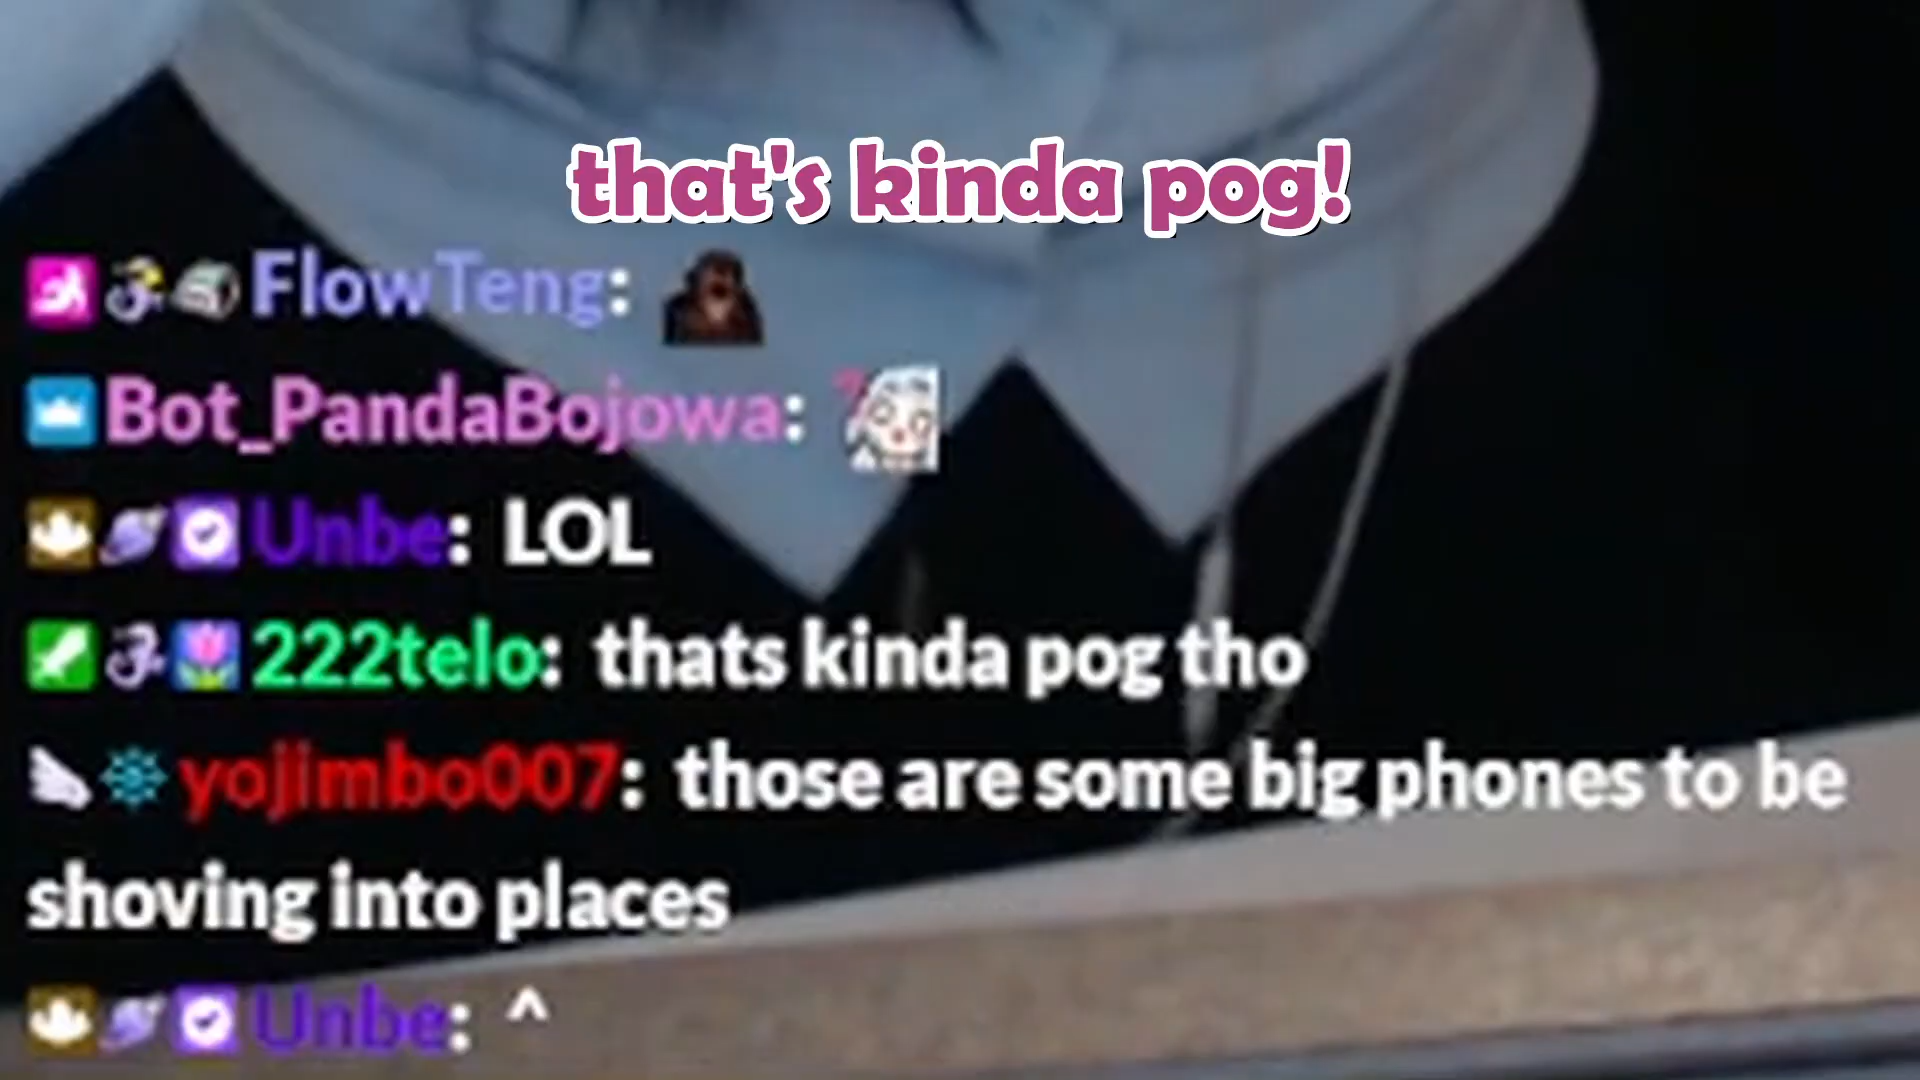 that's kinda pog!
FlowTeng:
Bot_PandaBojowa:
Unbe: LOL
222telo: thats kinda pog tho
yojimbo007: those are some big phones to be
shoving into places
Unbe: ^